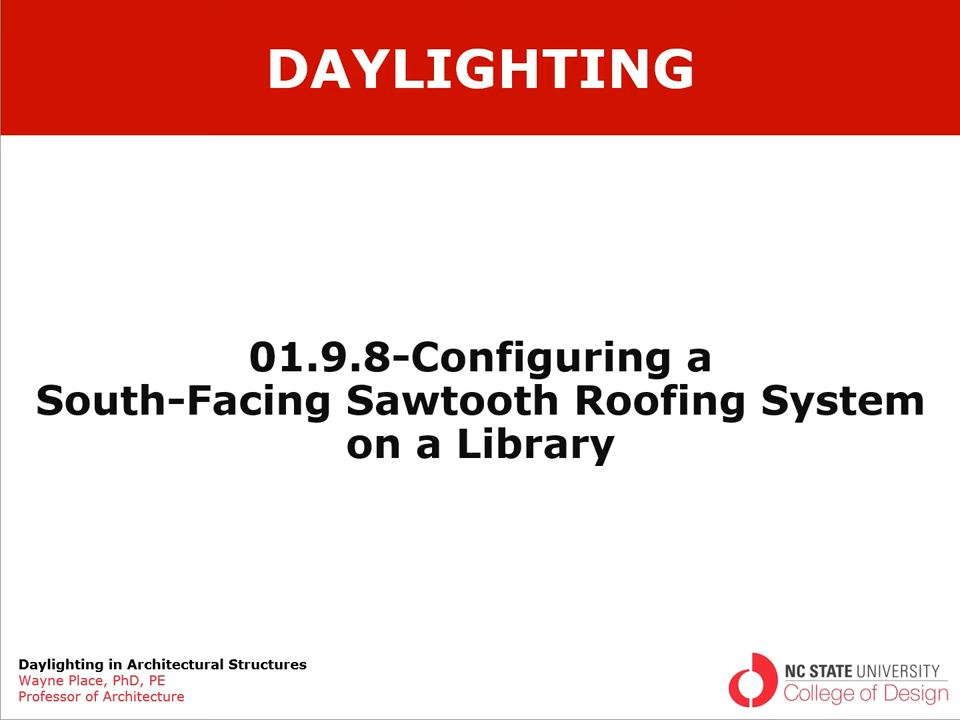 DAYLIGHTING
01.9.8-Configuring a
South-Facing Sawtooth Roofing System
on a Library
Daylighting in Architectural Structures
Wayne Place, PhD, PE
Professor of Architecture
NC STATE UNIVERSITY
College of Design